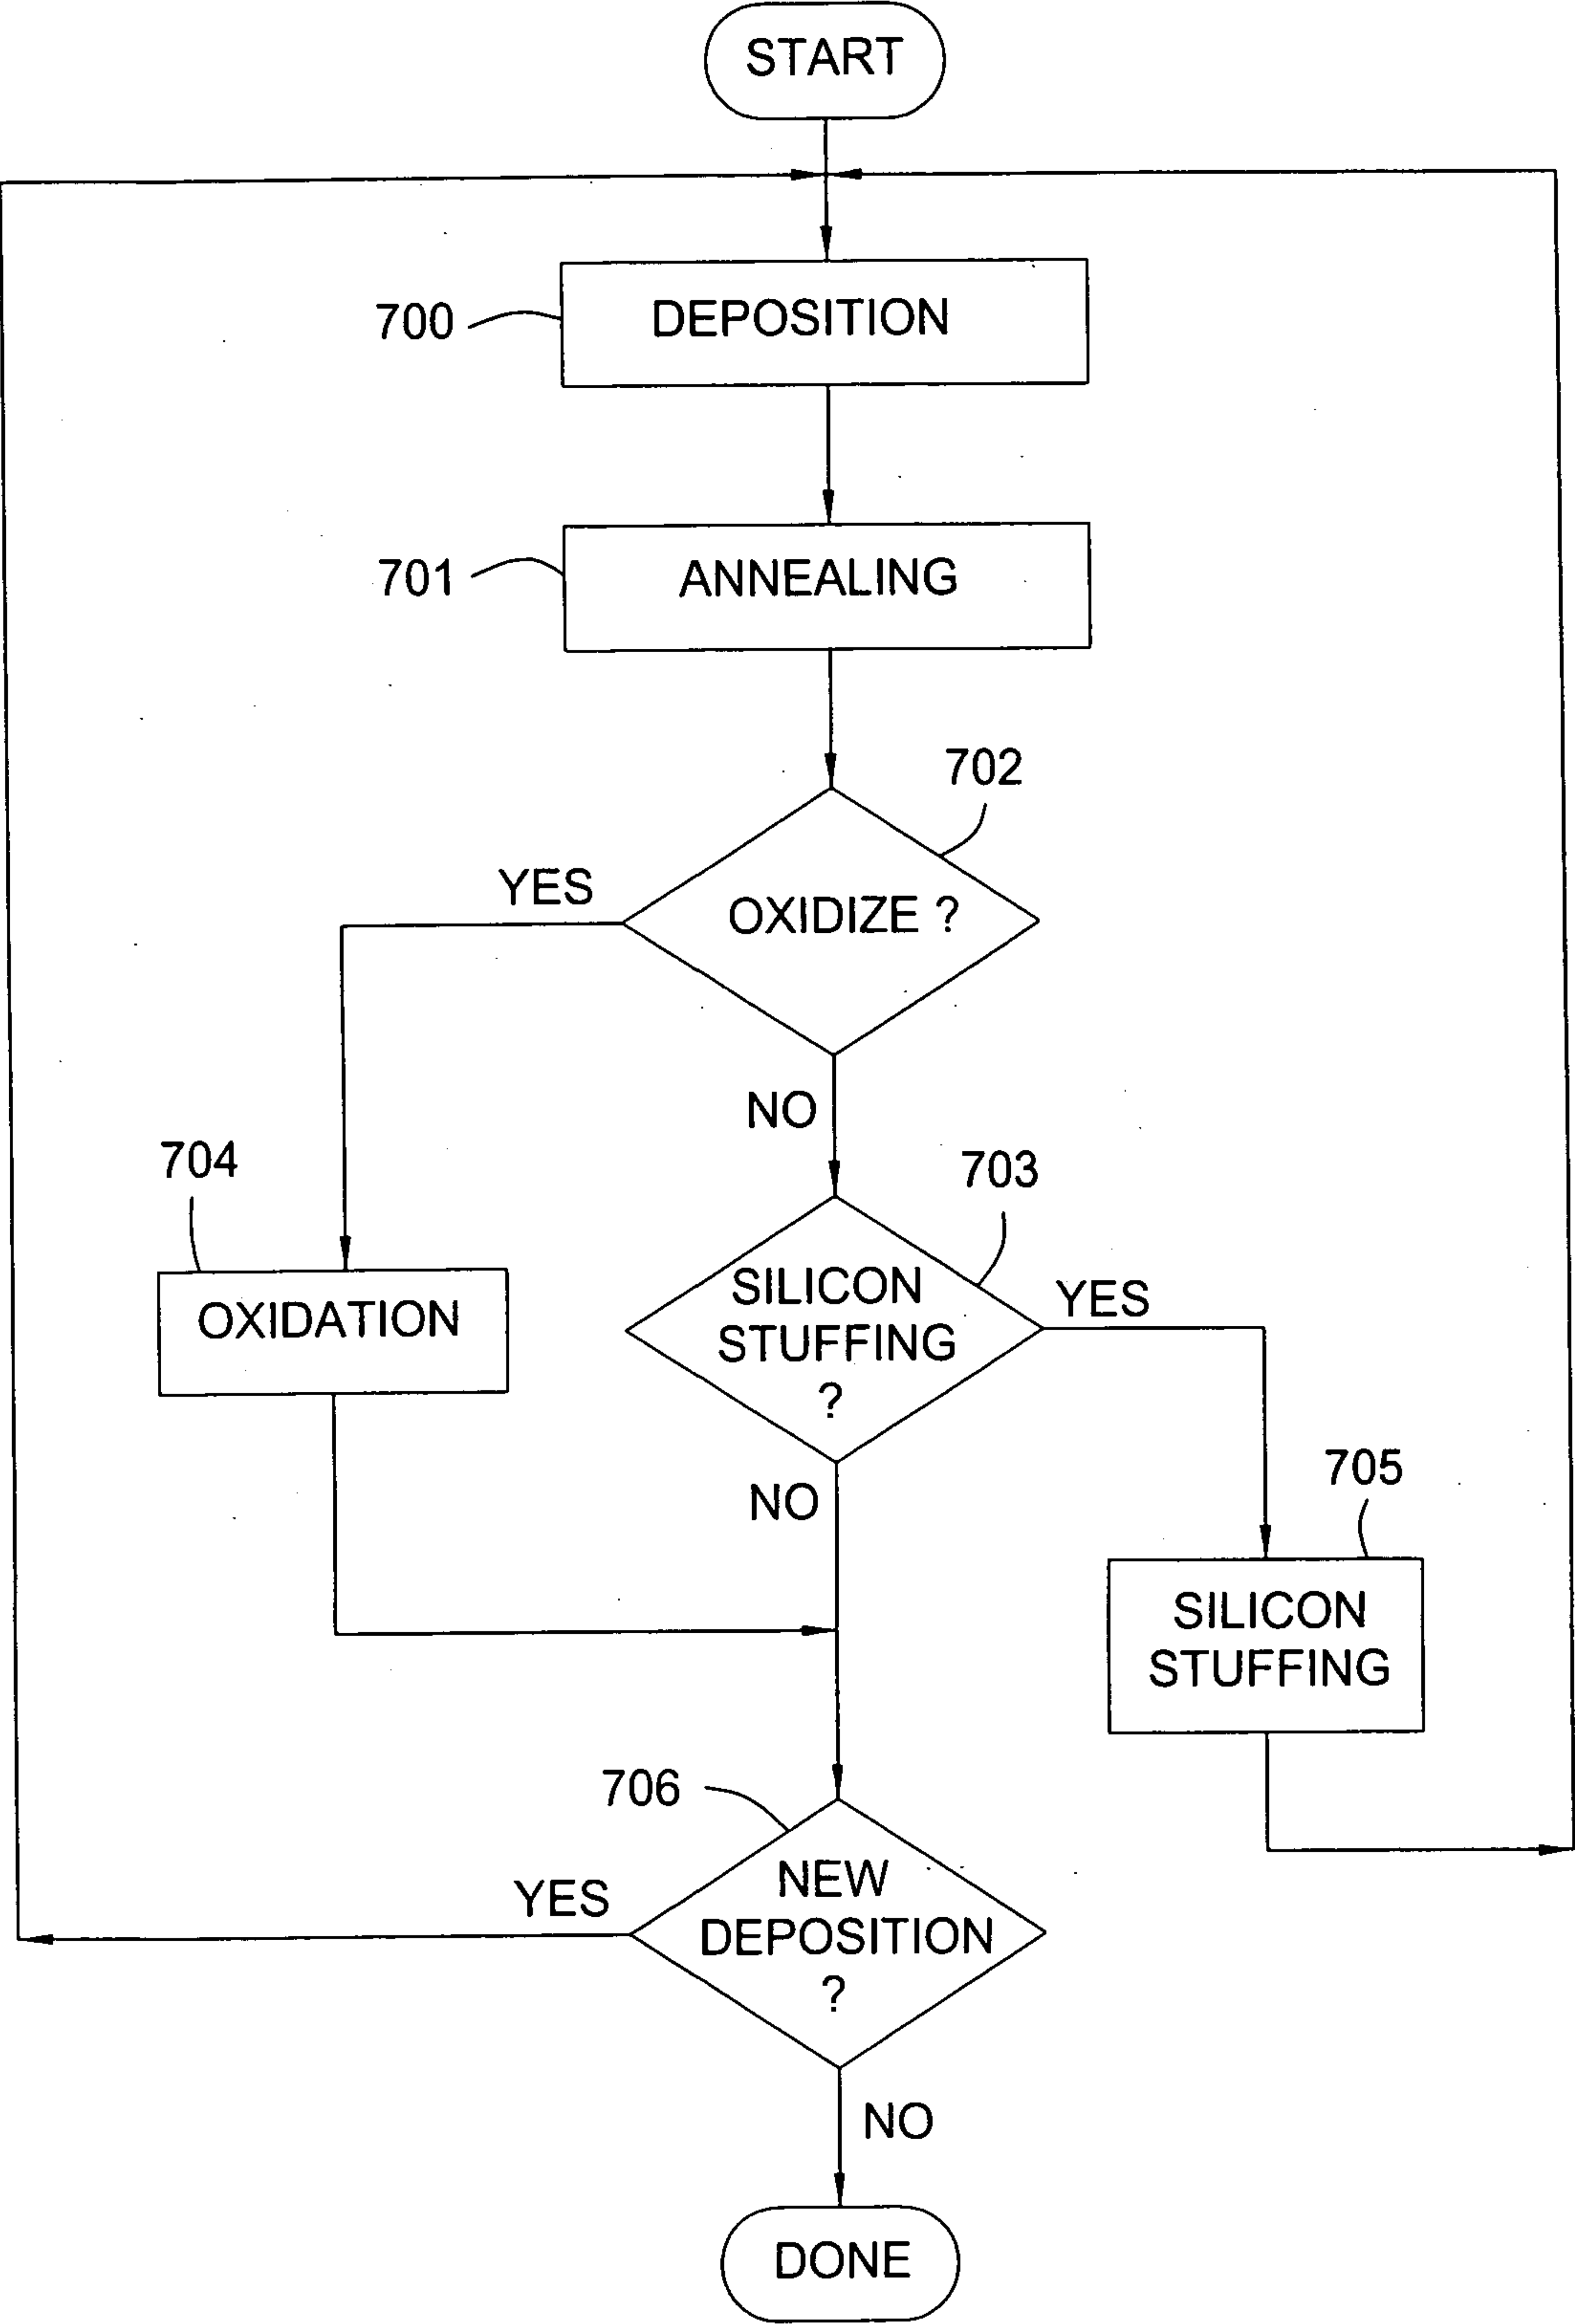 START
700
DEPOSITION
701
ANNEALING
702
YES
OXIDIZE ?
NO
704
703
OXIDATION
SILICON
STUFFING
?
YES
NO
705
SILICON
STUFFING
706
YES
NEW
DEPOSITION
?
NO
DONE